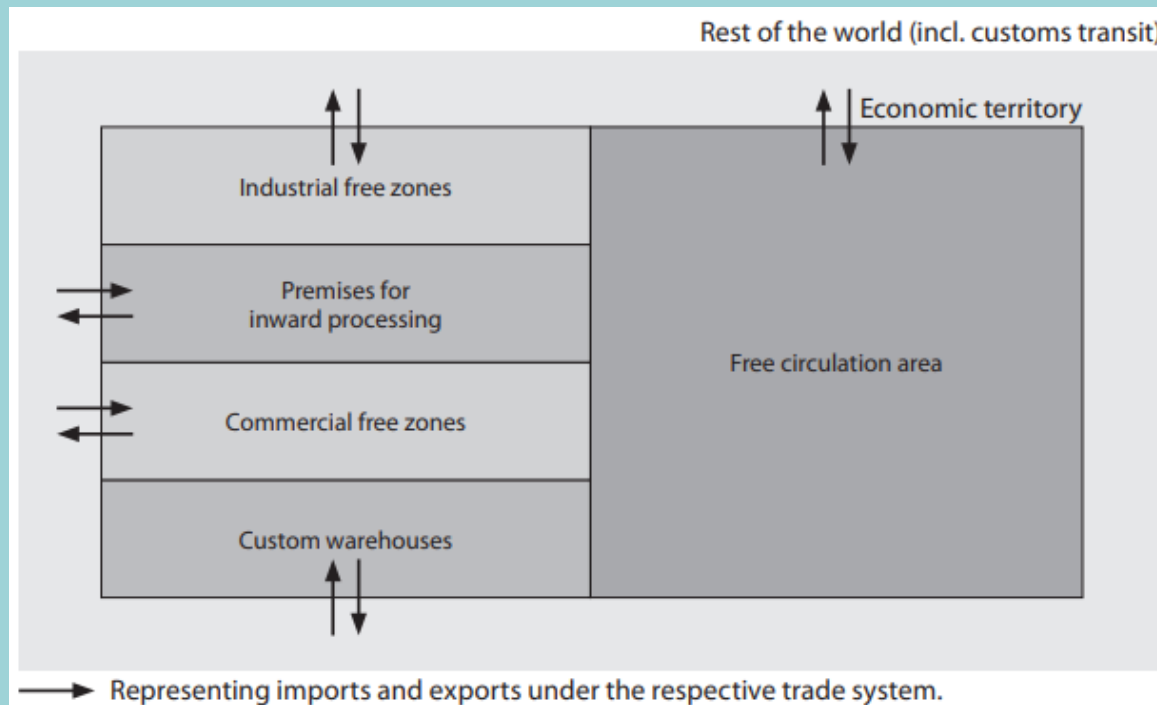 Rest of the world (incl. customs transit)
Economic territory
Industrial free zones
Premises for
inward processing
Free circulation area
Commercial free zones
Custom warehouses
Representing imports and exports under the respective trade system.